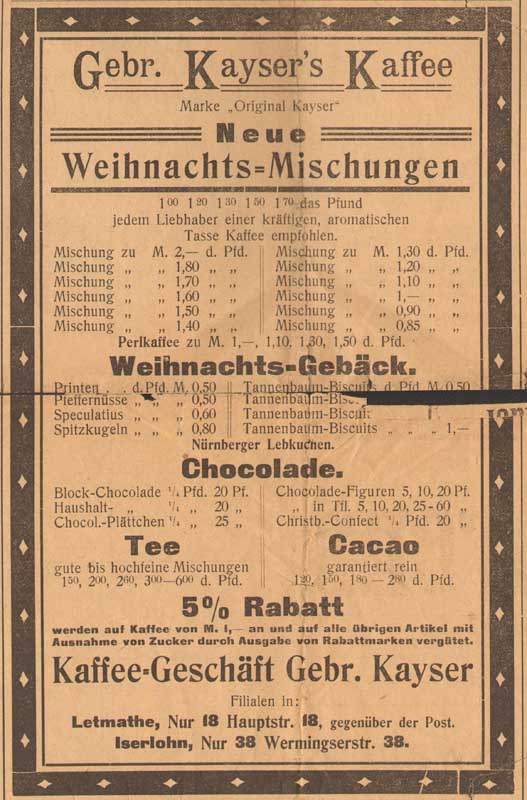 Gebr. Kayser's Kaffee
Marke „Original Kayser“
Neue
Weihnachts=Mischungen
1⁰⁰ 1²⁰ 1³⁰ 1⁵⁰ 1⁷⁰ das Pfund
jedem Liebhaber einer kräftigen, aromatischen
Tasse Kaffee empfohlen.
Mischung zu M. 2,— d. Pfd.
Mischung „ „ 1,80 „ „
Mischung „ „ 1,70 „ „
Mischung „ „ 1,60 „ „
Mischung „ „ 1,50 „ „
Mischung „ „ 1,40 „ „
Mischung zu M. 1,30 d. Pfd.
Mischung „ „ 1,20 „ „
Mischung „ „ 1,10 „ „
Mischung „ „ 1,— „ „
Mischung „ „ 0,90 „ „
Mischung „ „ 0,85 „ „
Perlkaffee zu M. 1,—, 1,10, 1,30, 1,50 d. Pfd.
Weihnachts-Gebäck.
Printen . . d. Pfd. M. 0,50
Pfeffernüsse „ „ „ 0,50
Speculatius „ „ „ 0,60
Spitzkugeln „ „ „ 0,80
Tannenbaum-Biscuits d. Pfd. M. 0,50
Tannenbaum-
Tannenbaum-
Tannenbaum-Biscuits „ „ „ 1,—
Nürnberger Lebkuchen.
Chocolade.
Block-Chocolade ¼ Pfd. 20 Pf.
Haushalt- „ „ 20 „
Chocol.-Plättchen ¼ „ 25 „
Chocolade-Figuren 5, 10, 20 Pf.
„ in Tfl. 5, 10, 20, 25-60 „
Christb.-Confect ¼ Pfd. 20 „
Tee
gute bis hochfeine Mischungen
1⁵⁰, 2⁰⁰, 2⁶⁰, 3⁰⁰—6⁰⁰ d. Pfd.
Cacao
garantiert rein
1²⁰, 1⁵⁰, 1⁸⁰ — 2⁸⁰ d. Pfd.
5% Rabatt
werden auf Kaffee von M. 1,— an und auf alle übrigen Artikel mit
Ausnahme von Zucker durch Ausgabe von Rabattmarken vergütet.
Kaffee-Geschäft Gebr. Kayser
Filialen in:
Letmathe, Nur 18 Hauptstr. 18, gegenüber der Post.
Iserlohn, Nur 38 Wermingserstr. 38.